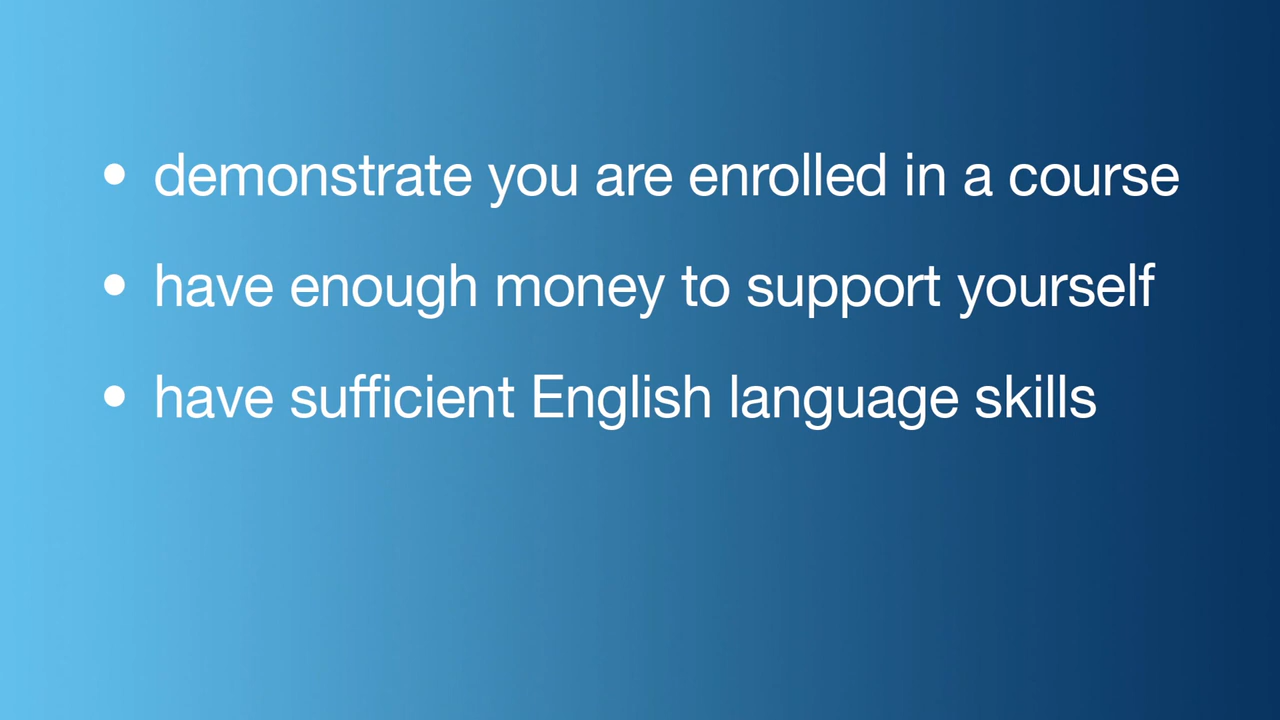 • demonstrate you are enrolled in a course
• have enough money to support yourself
• have sufficient English language skills